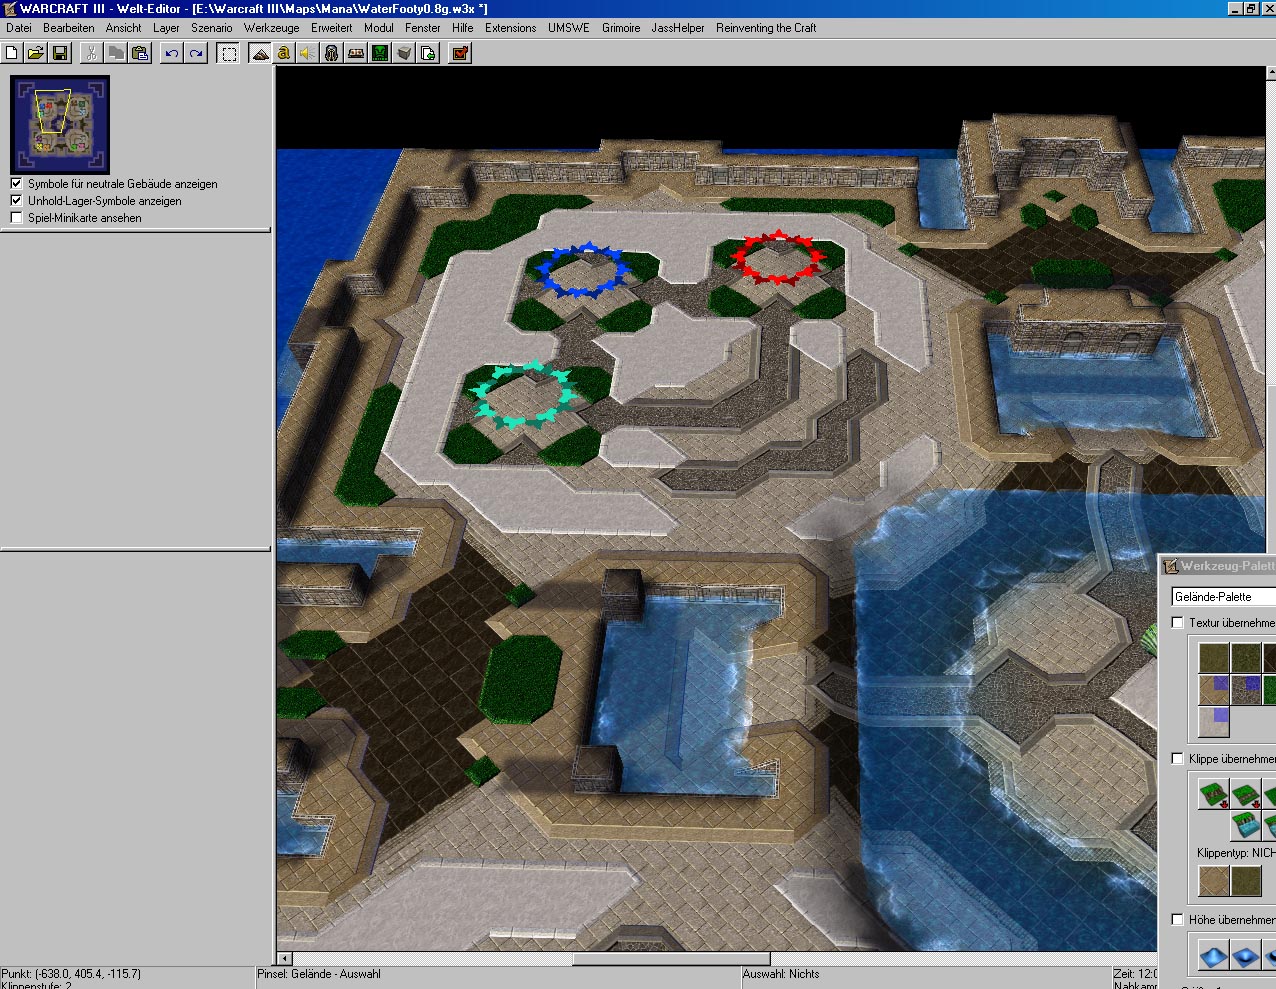 WARCRAFT III - Welt-Editor - [E:\Warcraft III\Maps\Mana\WaterFooty0.8g.w3x *]
Datei Bearbeiten Ansicht Layer Szenario Werkzeuge Erweitert Modul Fenster Hilfe Extensions UMSWE Grimoire JassHelper Reinventing the Craft
a
Symbole für neutrale Gebäude anzeigen
Unhold-Lager-Symbole anzeigen
Spiel-Minikarte ansehen
Werkzeug-Palett
Gelände-Palette
Textur übernehme
Klippe übernehmen
Klippentyp: NICH
Höhe übernehmen
Punkt: (-638.0, 405.4, -115.7)
Pinsel: Gelände - Auswahl
Auswahl: Nichts
Zeit: 12:0
Klippenstufe: 2
Nahkamp